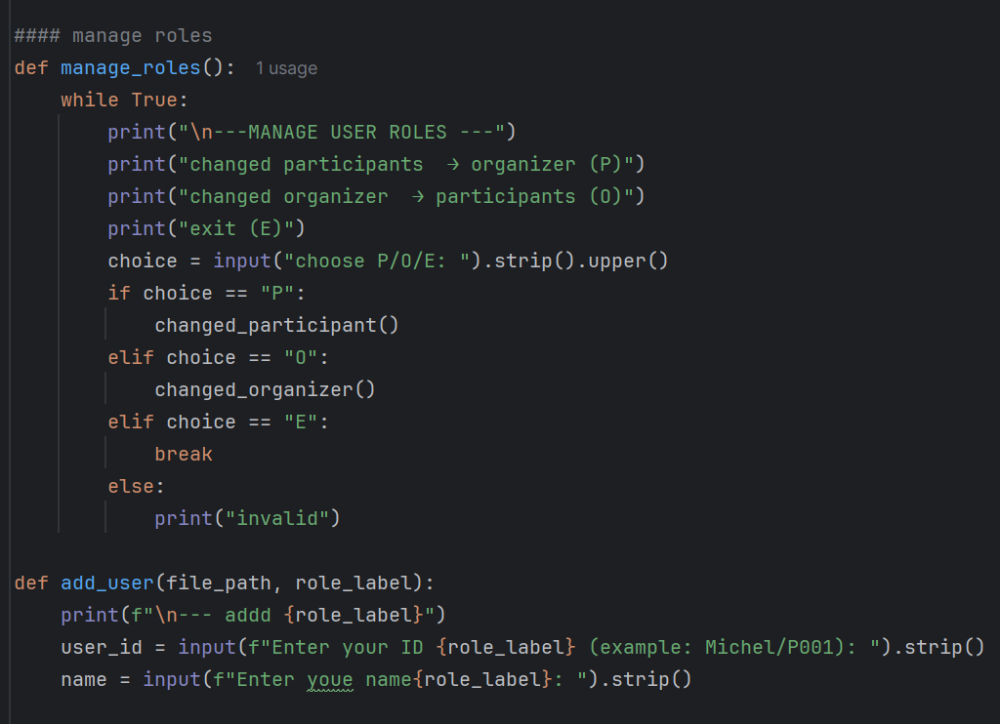 #### manage roles
def manage_roles():  1 usage
    while True:
        print("\n---MANAGE USER ROLES ---")
        print("changed participants  → organizer (P)")
        print("changed organizer  → participants (O)")
        print("exit (E)")
        choice = input("choose P/O/E: ").strip().upper()
        if choice == "P":
            changed_participant()
        elif choice == "O":
            changed_organizer()
        elif choice == "E":
            break
        else:
            print("invalid")
def add_user(file_path, role_label):
    print(f"\n--- addd {role_label}")
    user_id = input(f"Enter your ID {role_label} (example: Michel/P001): ").strip()
    name = input(f"Enter youe name{role_label}: ").strip()